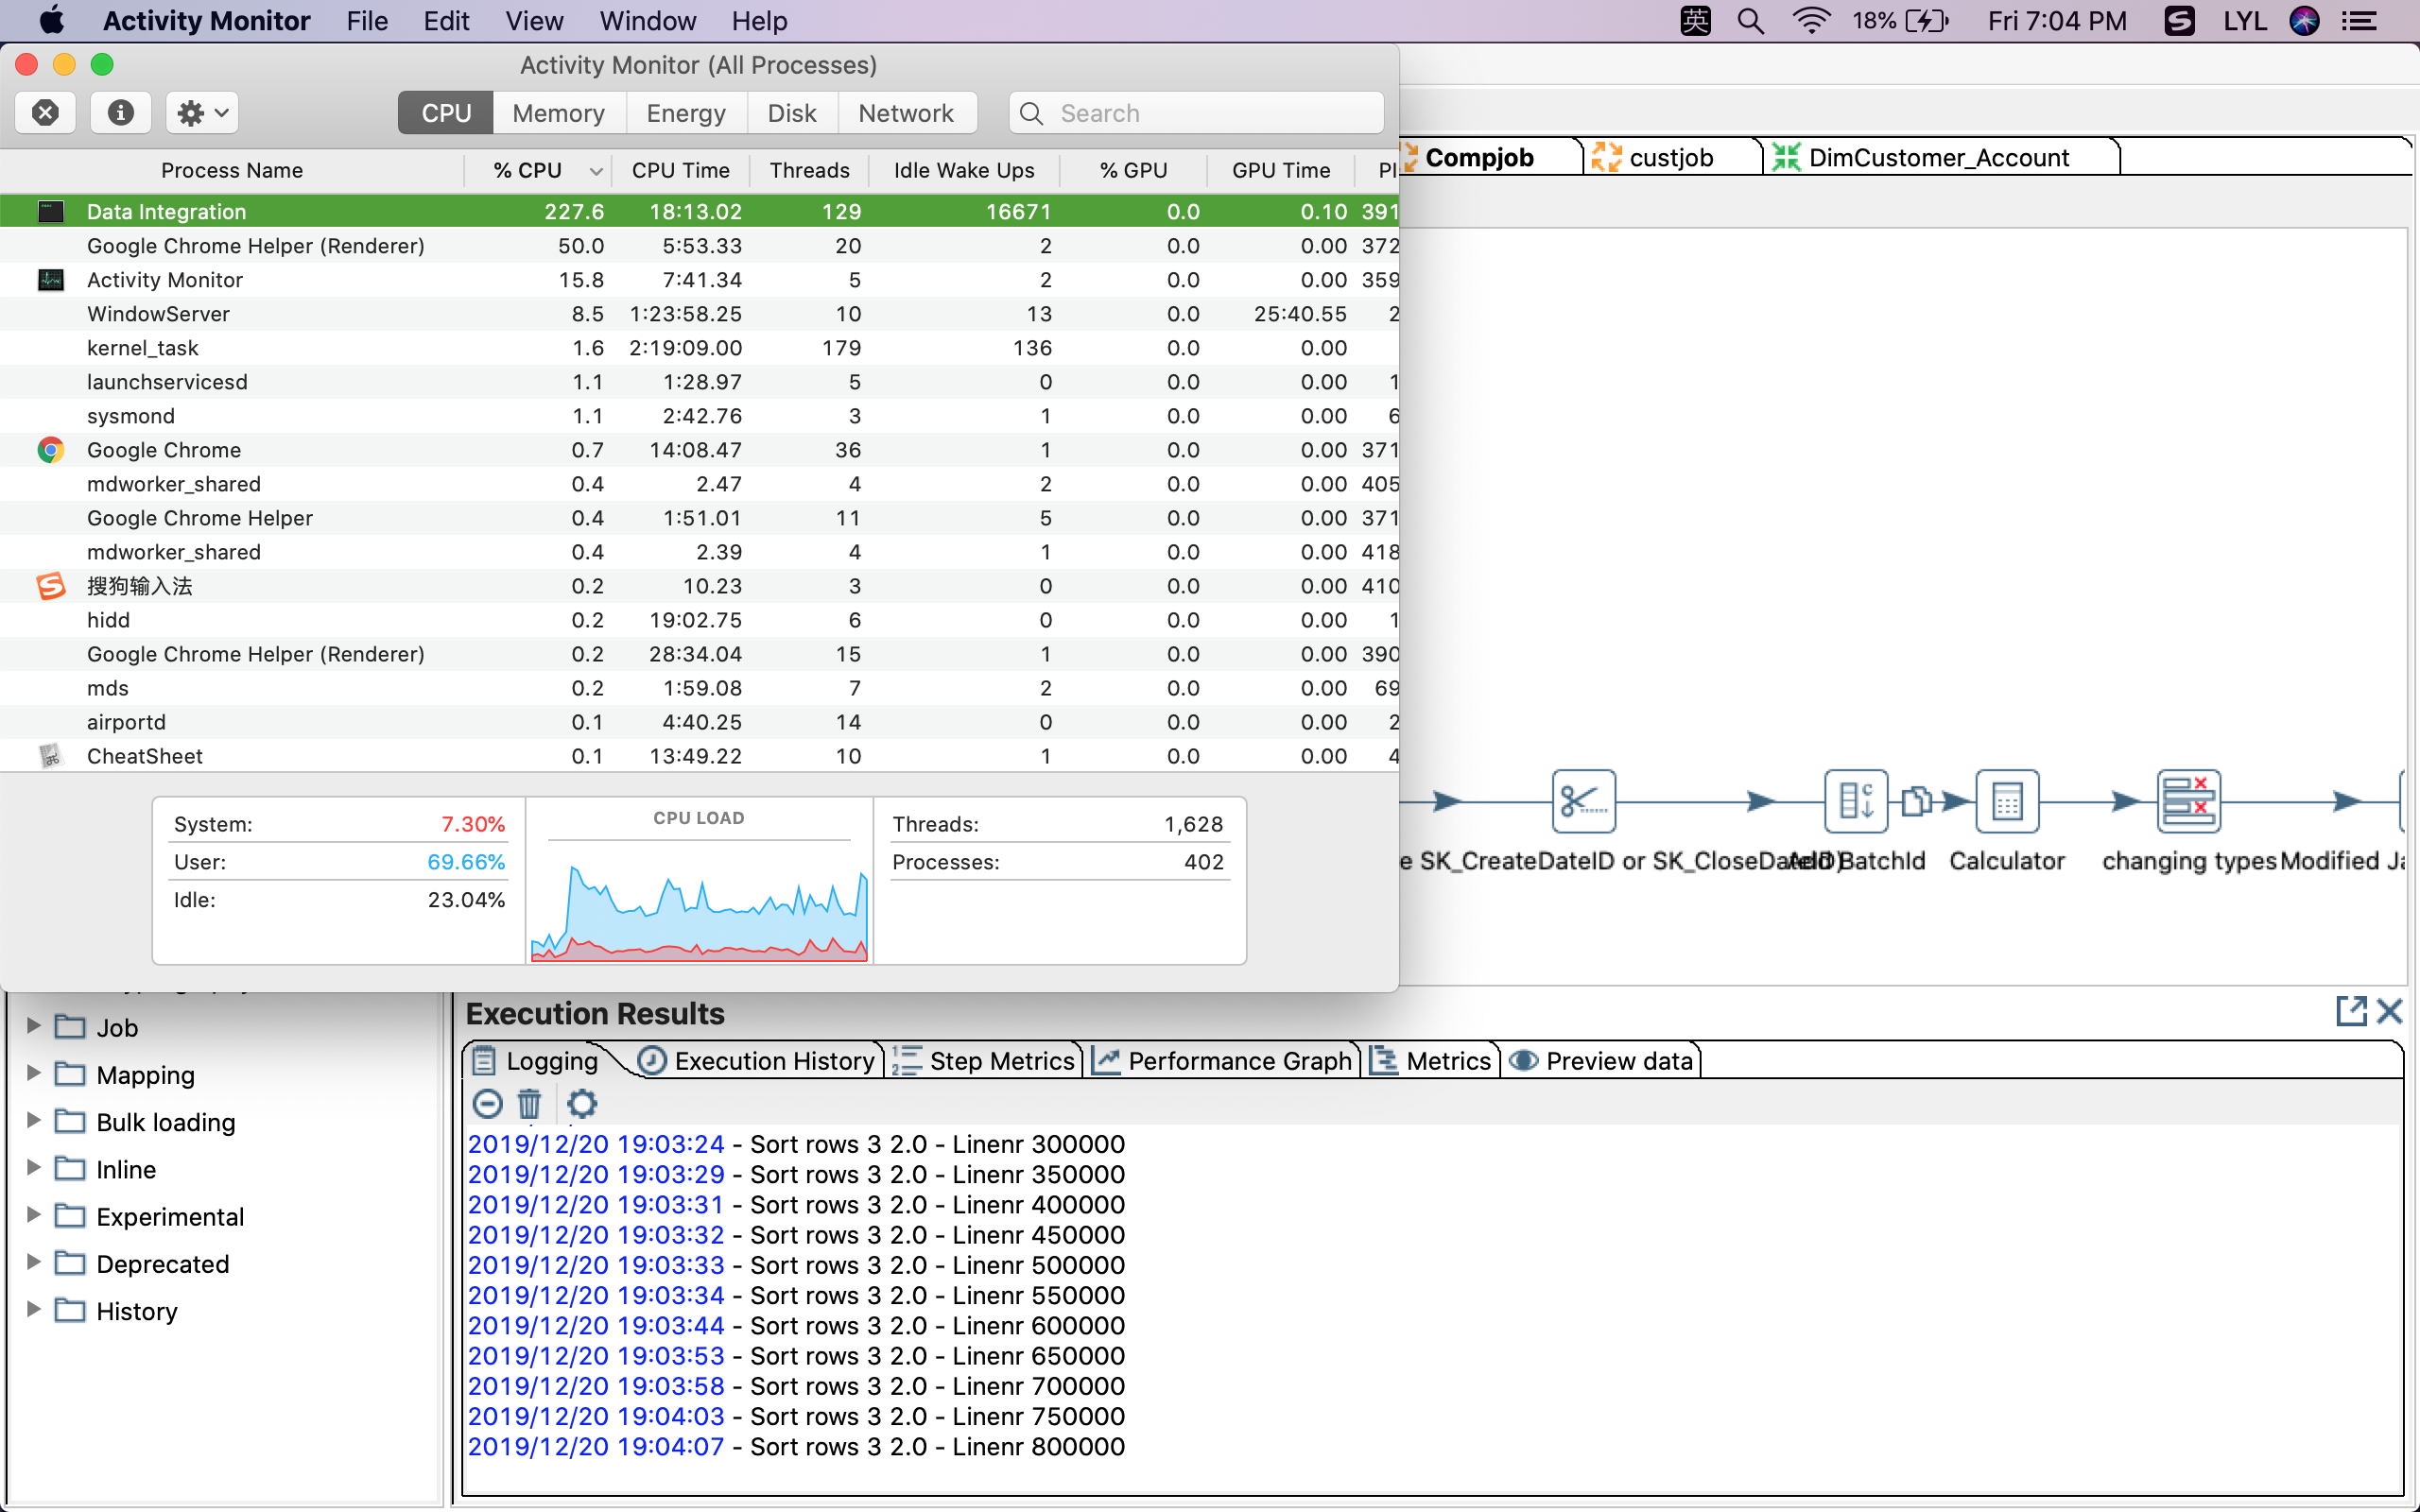 Activity Monitor File Edit View Window Help 英 18% Fri 7:04 PM LYL
Activity Monitor (All Processes)
CPU Memory Energy Disk Network Search
Process Name % CPU CPU Time Threads Idle Wake Ups % GPU GPU Time
Data Integration 227.6 18:13.02 129 16671 0.0 0.10 391
Google Chrome Helper (Renderer) 50.0 5:53.33 20 2 0.0 0.00 372
Activity Monitor 15.8 7:41.34 5 2 0.0 0.00 359
WindowServer 8.5 1:23:58.25 10 13 0.0 25:40.55 2
kernel_task 1.6 2:19:09.00 179 136 0.0 0.00
launchservicesd 1.1 1:28.97 5 0 0.0 0.00 1
sysmond 1.1 2:42.76 3 1 0.0 0.00 6
Google Chrome 0.7 14:08.47 36 1 0.0 0.00 371
mdworker_shared 0.4 2.47 4 2 0.0 0.00 405
Google Chrome Helper 0.4 1:51.01 11 5 0.0 0.00 371
mdworker_shared 0.4 2.39 4 1 0.0 0.00 418
搜狗输入法 0.2 10.23 3 0 0.0 0.00 410
hidd 0.2 19:02.75 6 0 0.0 0.00 1
Google Chrome Helper (Renderer) 0.2 28:34.04 15 1 0.0 0.00 390
mds 0.2 1:59.08 7 2 0.0 0.00 69
airportd 0.1 4:40.25 14 0 0.0 0.00 2
CheatSheet 0.1 13:49.22 10 1 0.0 0.00 4
System: 7.30%
User: 69.66%
Idle: 23.04%
CPU LOAD
Threads: 1,628
Processes: 402
Compjob custjob DimCustomer_Account
e SK_CreateDateID or SK_CloseDateID) Add BatchId Calculator changing types Modified Ja
Job
Mapping
Bulk loading
Inline
Experimental
Deprecated
History
Execution Results
Logging Execution History Step Metrics Performance Graph Metrics Preview data
2019/12/20 19:03:24 - Sort rows 3 2.0 - Linenr 300000
2019/12/20 19:03:29 - Sort rows 3 2.0 - Linenr 350000
2019/12/20 19:03:31 - Sort rows 3 2.0 - Linenr 400000
2019/12/20 19:03:32 - Sort rows 3 2.0 - Linenr 450000
2019/12/20 19:03:33 - Sort rows 3 2.0 - Linenr 500000
2019/12/20 19:03:34 - Sort rows 3 2.0 - Linenr 550000
2019/12/20 19:03:44 - Sort rows 3 2.0 - Linenr 600000
2019/12/20 19:03:53 - Sort rows 3 2.0 - Linenr 650000
2019/12/20 19:03:58 - Sort rows 3 2.0 - Linenr 700000
2019/12/20 19:04:03 - Sort rows 3 2.0 - Linenr 750000
2019/12/20 19:04:07 - Sort rows 3 2.0 - Linenr 800000